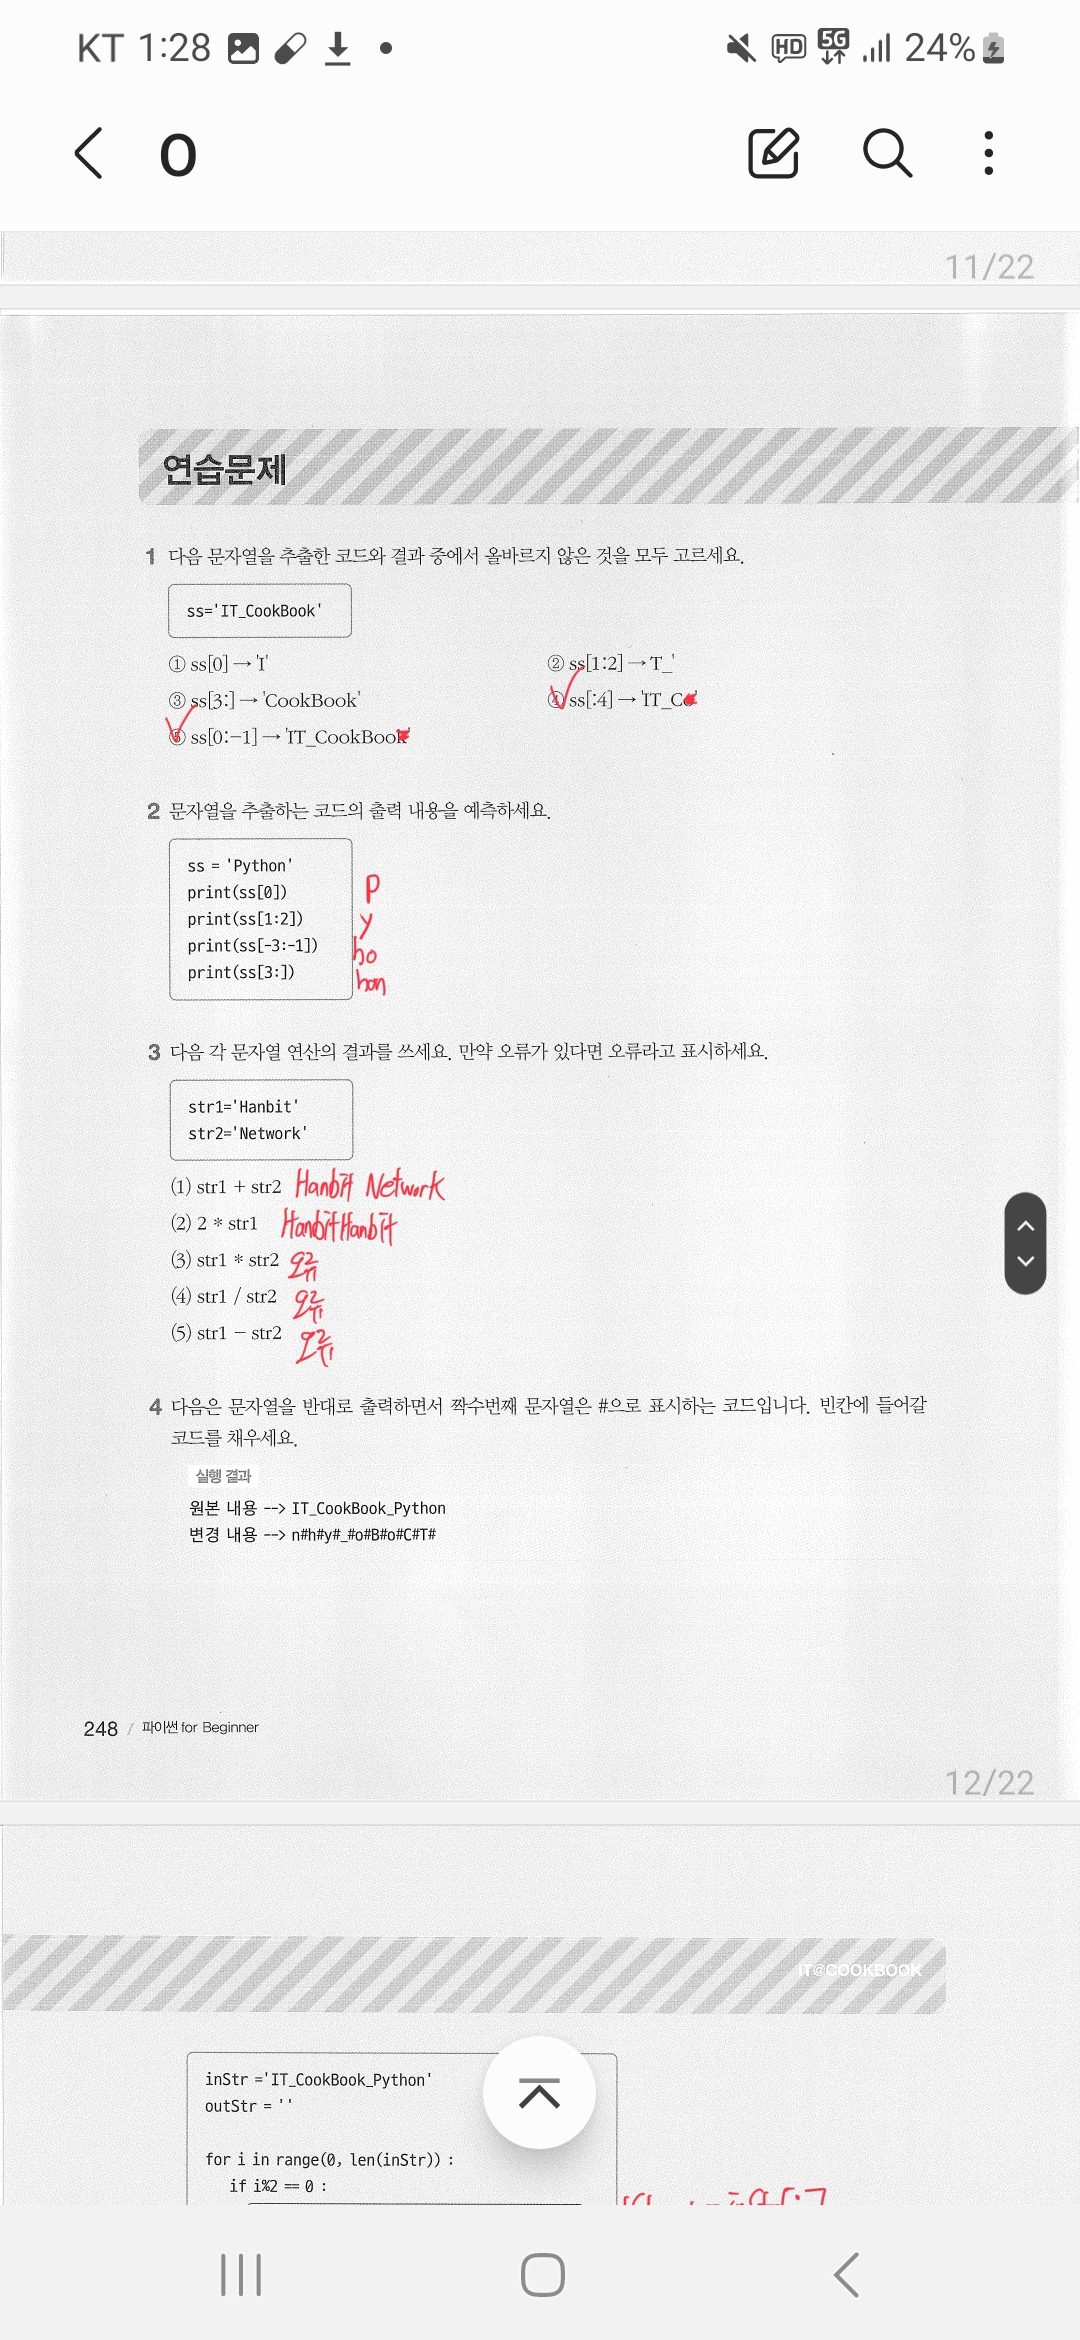 KT 1:28 HD 5G 24%
O
11/22
연습문제
1 다음 문자열을 추출한 코드와 결과 중에서 올바르지 않은 것을 모두 고르세요.
ss='IT_CookBook'
① ss[0] → 'I' ② ss[1:2] → T_'
③ ss[3:] → 'CookBook' ④ ss[:4] → 'IT_Co'
⑤ ss[0:−1] → 'IT_CookBook'
2 문자열을 추출하는 코드의 출력 내용을 예측하세요.
ss = 'Python'
print(ss[0]) P
print(ss[1:2]) y
print(ss[-3:-1]) ho
print(ss[3:]) hon
3 다음 각 문자열 연산의 결과를 쓰세요. 만약 오류가 있다면 오류라고 표시하세요.
str1='Hanbit'
str2='Network'
(1) str1 + str2 Hanbit Network
(2) 2 * str1 HanbitHanbit
(3) str1 * str2 오류
(4) str1 / str2 오류
(5) str1 − str2 오류
4 다음은 문자열을 반대로 출력하면서 짝수번째 문자열은 #으로 표시하는 코드입니다. 빈칸에 들어갈
코드를 채우세요.
실행 결과
원본 내용 --> IT_CookBook_Python
변경 내용 --> n#h#y#_#o#B#o#C#T#
248 / 파이썬 for Beginner
12/22
IT@COOKBOOK
inStr ='IT_CookBook_Python'
outStr = ''
for i in range(0, len(inStr)) :
if i%2 == 0 :